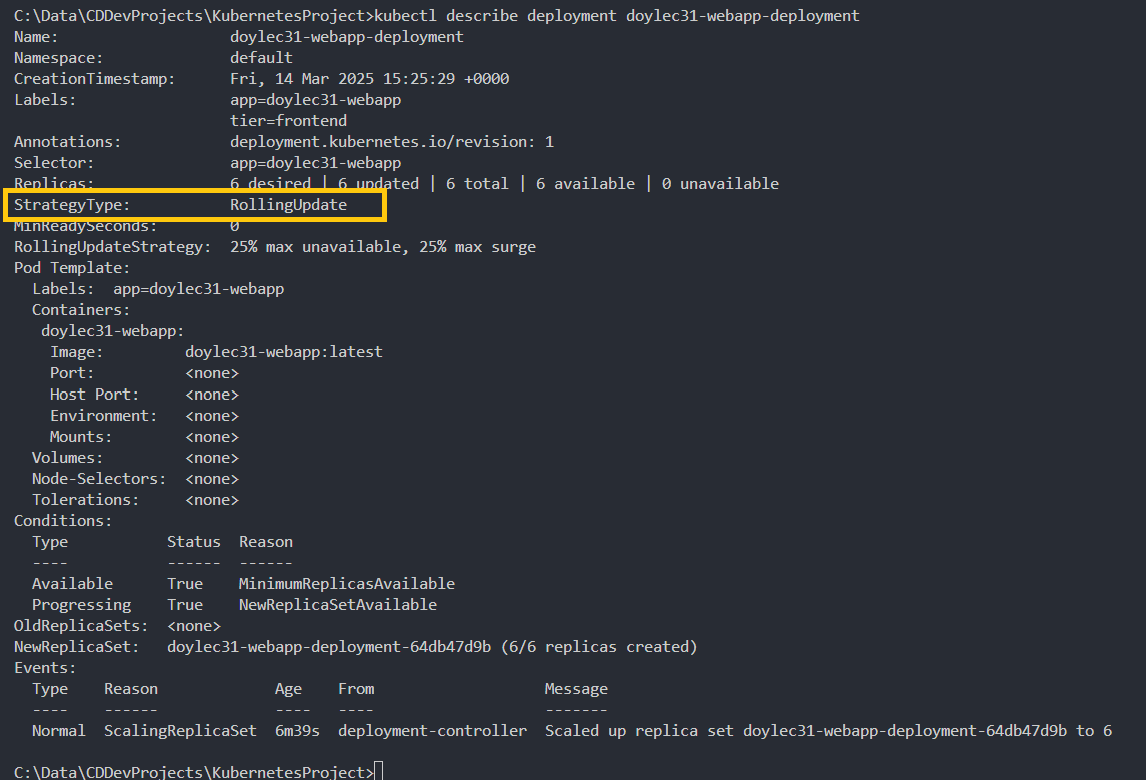 C:\Data\CDDevProjects\KubernetesProject>kubectl describe deployment doylec31-webapp-deployment
Name:                   doylec31-webapp-deployment
Namespace:              default
CreationTimestamp:      Fri, 14 Mar 2025 15:25:29 +0000
Labels:                 app=doylec31-webapp
                        tier=frontend
Annotations:            deployment.kubernetes.io/revision: 1
Selector:               app=doylec31-webapp
Replicas:               6 desired | 6 updated | 6 total | 6 available | 0 unavailable
StrategyType:           RollingUpdate
MinReadySeconds:        0
RollingUpdateStrategy:  25% max unavailable, 25% max surge
Pod Template:
  Labels:  app=doylec31-webapp
  Containers:
   doylec31-webapp:
    Image:         doylec31-webapp:latest
    Port:          <none>
    Host Port:     <none>
    Environment:   <none>
    Mounts:        <none>
  Volumes:         <none>
  Node-Selectors:  <none>
  Tolerations:     <none>
Conditions:
  Type           Status  Reason
  ----           ------  ------
  Available      True    MinimumReplicasAvailable
  Progressing    True    NewReplicaSetAvailable
OldReplicaSets:  <none>
NewReplicaSet:   doylec31-webapp-deployment-64db47d9b (6/6 replicas created)
Events:
  Type    Reason             Age    From                   Message
  ----    ------             ----   ----                   -------
  Normal  ScalingReplicaSet  6m39s  deployment-controller  Scaled up replica set doylec31-webapp-deployment-64db47d9b to 6
C:\Data\CDDevProjects\KubernetesProject>